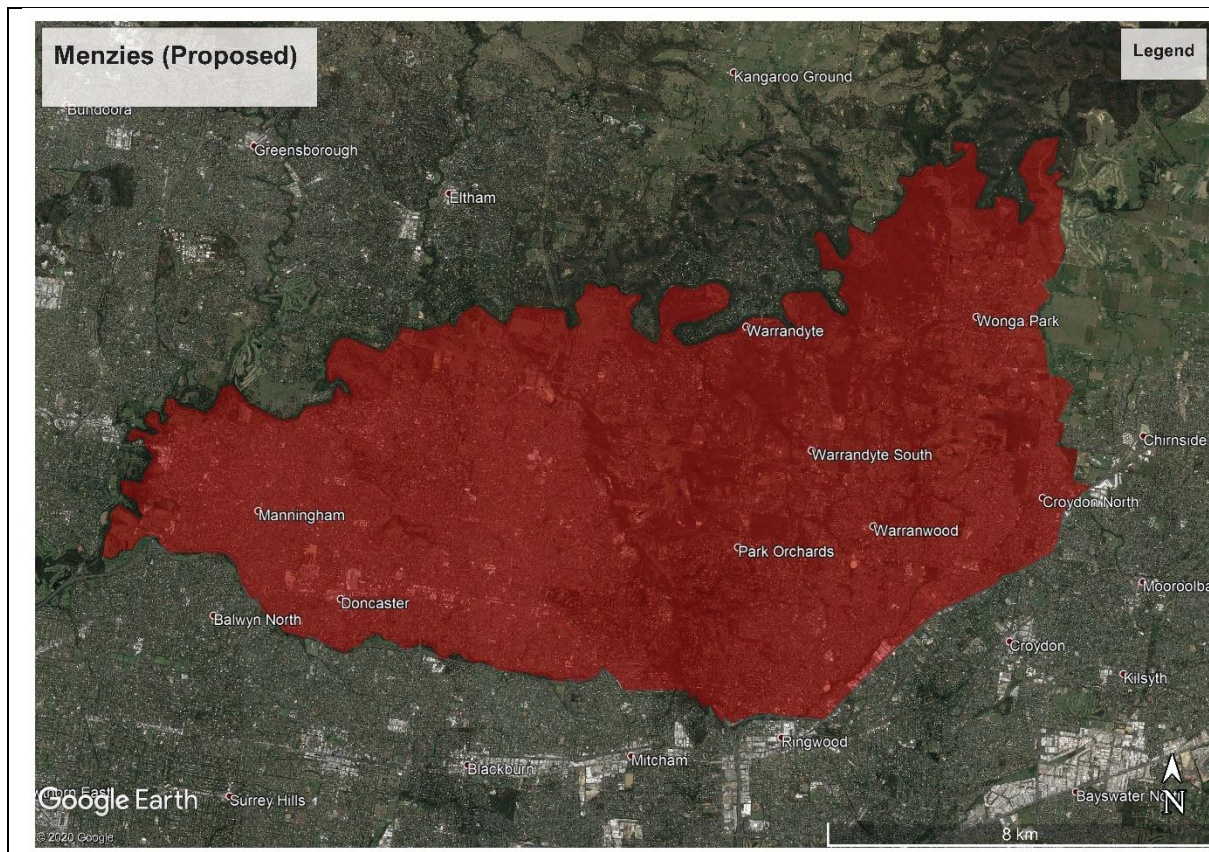 Menzies (Proposed)
Legend
Kangaroo Ground
Bundoora
Greensborough
Eltham
Warrandyte
Wonga Park
Chirnside
Warrandyte South
Croydon North
Manningham
Warranwood
Park Orchards
Mooroolba
Doncaster
Balwyn North
Croydon
Kilsyth
Ringwood
Mitcham
Blackburn
Surrey Hills
Bayswater North
Google Earth
N
© 2020 Google
8 km